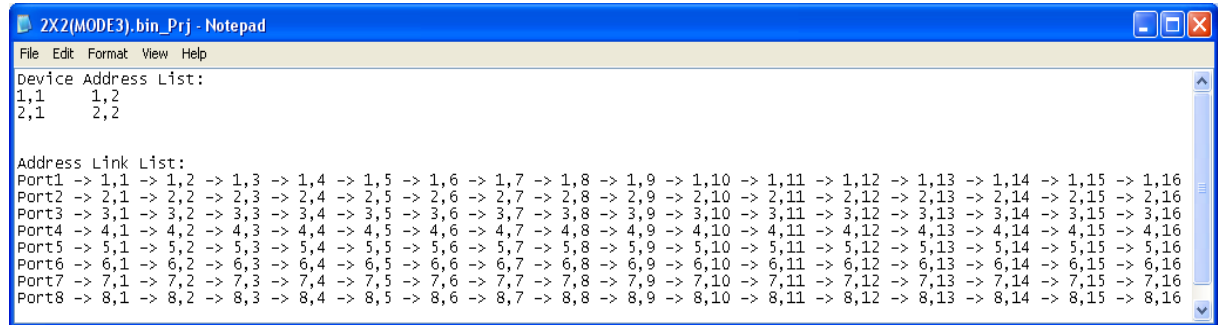 2X2(MODE3).bin_Prj - Notepad
File Edit Format View Help
Device Address List:
1,1 1,2
2,1 2,2
Address Link List:
Port1 -> 1,1 -> 1,2 -> 1,3 -> 1,4 -> 1,5 -> 1,6 -> 1,7 -> 1,8 -> 1,9 -> 1,10 -> 1,11 -> 1,12 -> 1,13 -> 1,14 -> 1,15 -> 1,16
Port2 -> 2,1 -> 2,2 -> 2,3 -> 2,4 -> 2,5 -> 2,6 -> 2,7 -> 2,8 -> 2,9 -> 2,10 -> 2,11 -> 2,12 -> 2,13 -> 2,14 -> 2,15 -> 2,16
Port3 -> 3,1 -> 3,2 -> 3,3 -> 3,4 -> 3,5 -> 3,6 -> 3,7 -> 3,8 -> 3,9 -> 3,10 -> 3,11 -> 3,12 -> 3,13 -> 3,14 -> 3,15 -> 3,16
Port4 -> 4,1 -> 4,2 -> 4,3 -> 4,4 -> 4,5 -> 4,6 -> 4,7 -> 4,8 -> 4,9 -> 4,10 -> 4,11 -> 4,12 -> 4,13 -> 4,14 -> 4,15 -> 4,16
Port5 -> 5,1 -> 5,2 -> 5,3 -> 5,4 -> 5,5 -> 5,6 -> 5,7 -> 5,8 -> 5,9 -> 5,10 -> 5,11 -> 5,12 -> 5,13 -> 5,14 -> 5,15 -> 5,16
Port6 -> 6,1 -> 6,2 -> 6,3 -> 6,4 -> 6,5 -> 6,6 -> 6,7 -> 6,8 -> 6,9 -> 6,10 -> 6,11 -> 6,12 -> 6,13 -> 6,14 -> 6,15 -> 6,16
Port7 -> 7,1 -> 7,2 -> 7,3 -> 7,4 -> 7,5 -> 7,6 -> 7,7 -> 7,8 -> 7,9 -> 7,10 -> 7,11 -> 7,12 -> 7,13 -> 7,14 -> 7,15 -> 7,16
Port8 -> 8,1 -> 8,2 -> 8,3 -> 8,4 -> 8,5 -> 8,6 -> 8,7 -> 8,8 -> 8,9 -> 8,10 -> 8,11 -> 8,12 -> 8,13 -> 8,14 -> 8,15 -> 8,16